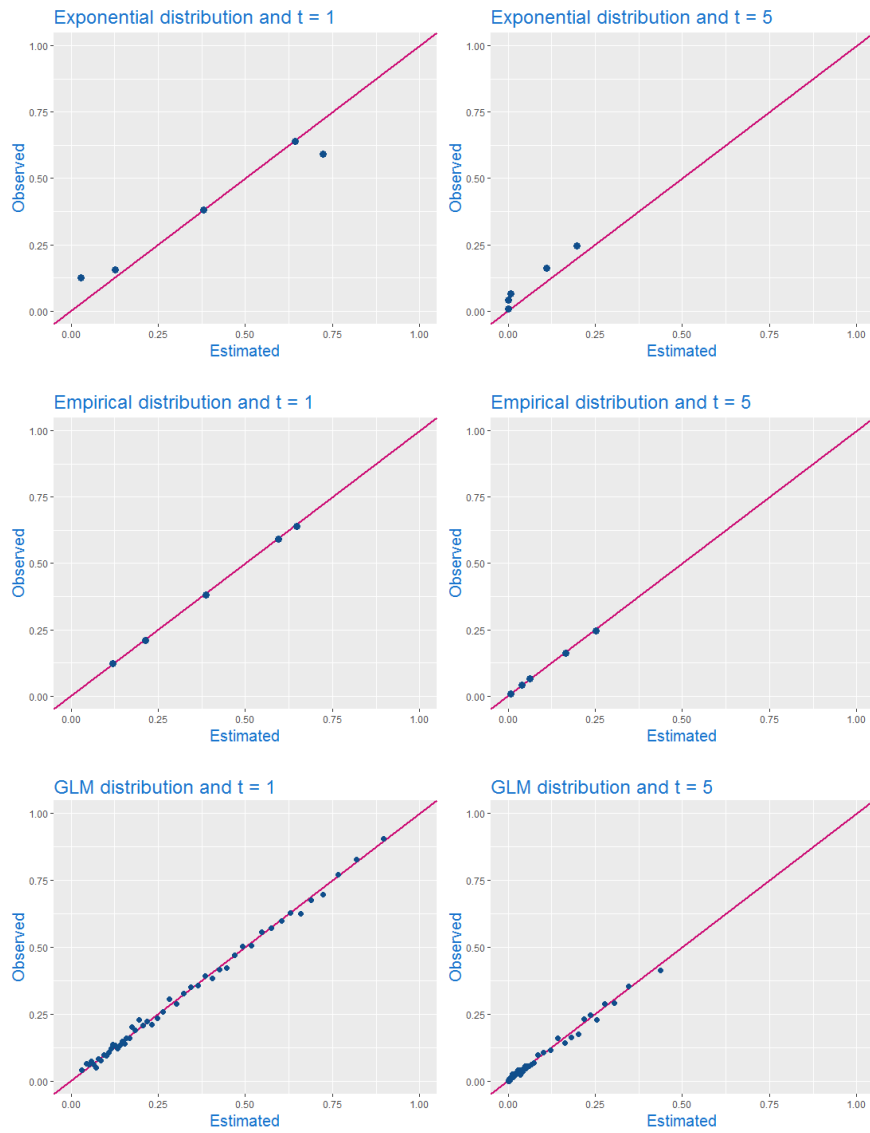 Exponential distribution and t = 1
Observed
1.00
0.75
0.50
0.25
0.00
0.00 0.25 0.50 0.75 1.00
Estimated
Exponential distribution and t = 5
Observed
1.00
0.75
0.50
0.25
0.00
0.00 0.25 0.50 0.75 1.00
Estimated
Empirical distribution and t = 1
Observed
1.00
0.75
0.50
0.25
0.00
0.00 0.25 0.50 0.75 1.00
Estimated
Empirical distribution and t = 5
Observed
1.00
0.75
0.50
0.25
0.00
0.00 0.25 0.50 0.75 1.00
Estimated
GLM distribution and t = 1
Observed
1.00
0.75
0.50
0.25
0.00
0.00 0.25 0.50 0.75 1.00
Estimated
GLM distribution and t = 5
Observed
1.00
0.75
0.50
0.25
0.00
0.00 0.25 0.50 0.75 1.00
Estimated